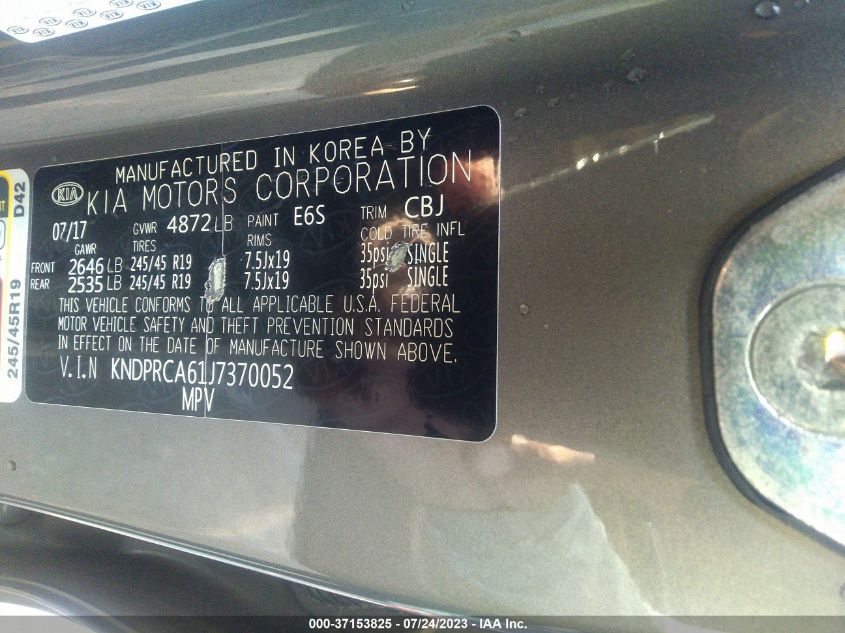 KIA
MANUFACTURED IN KOREA BY
KIA MOTORS CORPORATION
07/17 GVWR 4872 LB PAINT E6S TRIM CBJ
GAWR TIRES RIMS COLD TIRE INFL
FRONT 2646 LB 245/45 R19 7.5Jx19 35psi SINGLE
REAR 2535 LB 245/45 R19 7.5Jx19 35psi SINGLE
THIS VEHICLE CONFORMS TO ALL APPLICABLE U.S.A. FEDERAL
MOTOR VEHICLE SAFETY AND THEFT PREVENTION STANDARDS
IN EFFECT ON THE DATE OF MANUFACTURE SHOWN ABOVE.
V.I.N KNDPRCA61J7370052
MPV
245/45R19 D42
000-37153825 - 07/24/2023 - IAA Inc.